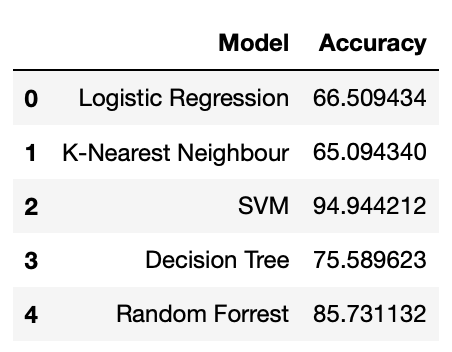 Model Accuracy
0 Logistic Regression 66.509434
1 K-Nearest Neighbour 65.094340
2 SVM 94.944212
3 Decision Tree 75.589623
4 Random Forrest 85.731132